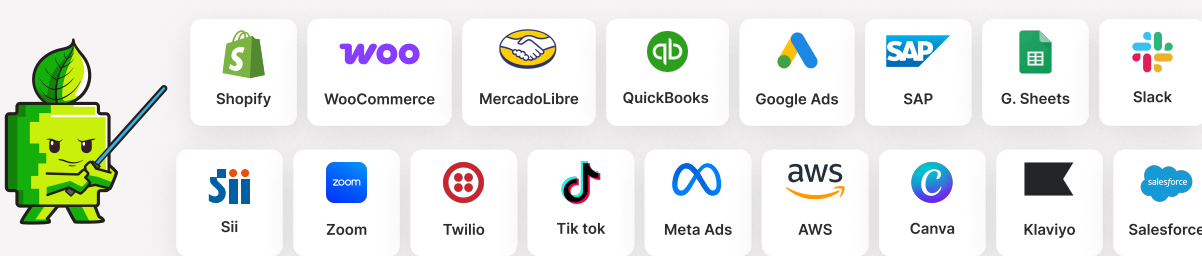 S
WOO
qb
SAP
Shopify
WooCommerce
MercadoLibre
QuickBooks
Google Ads
SAP
G. Sheets
Slack
Sii
zoom
aws
C
salesforce
Sii
Zoom
Twilio
Tik tok
Meta Ads
AWS
Canva
Klaviyo
Salesforce